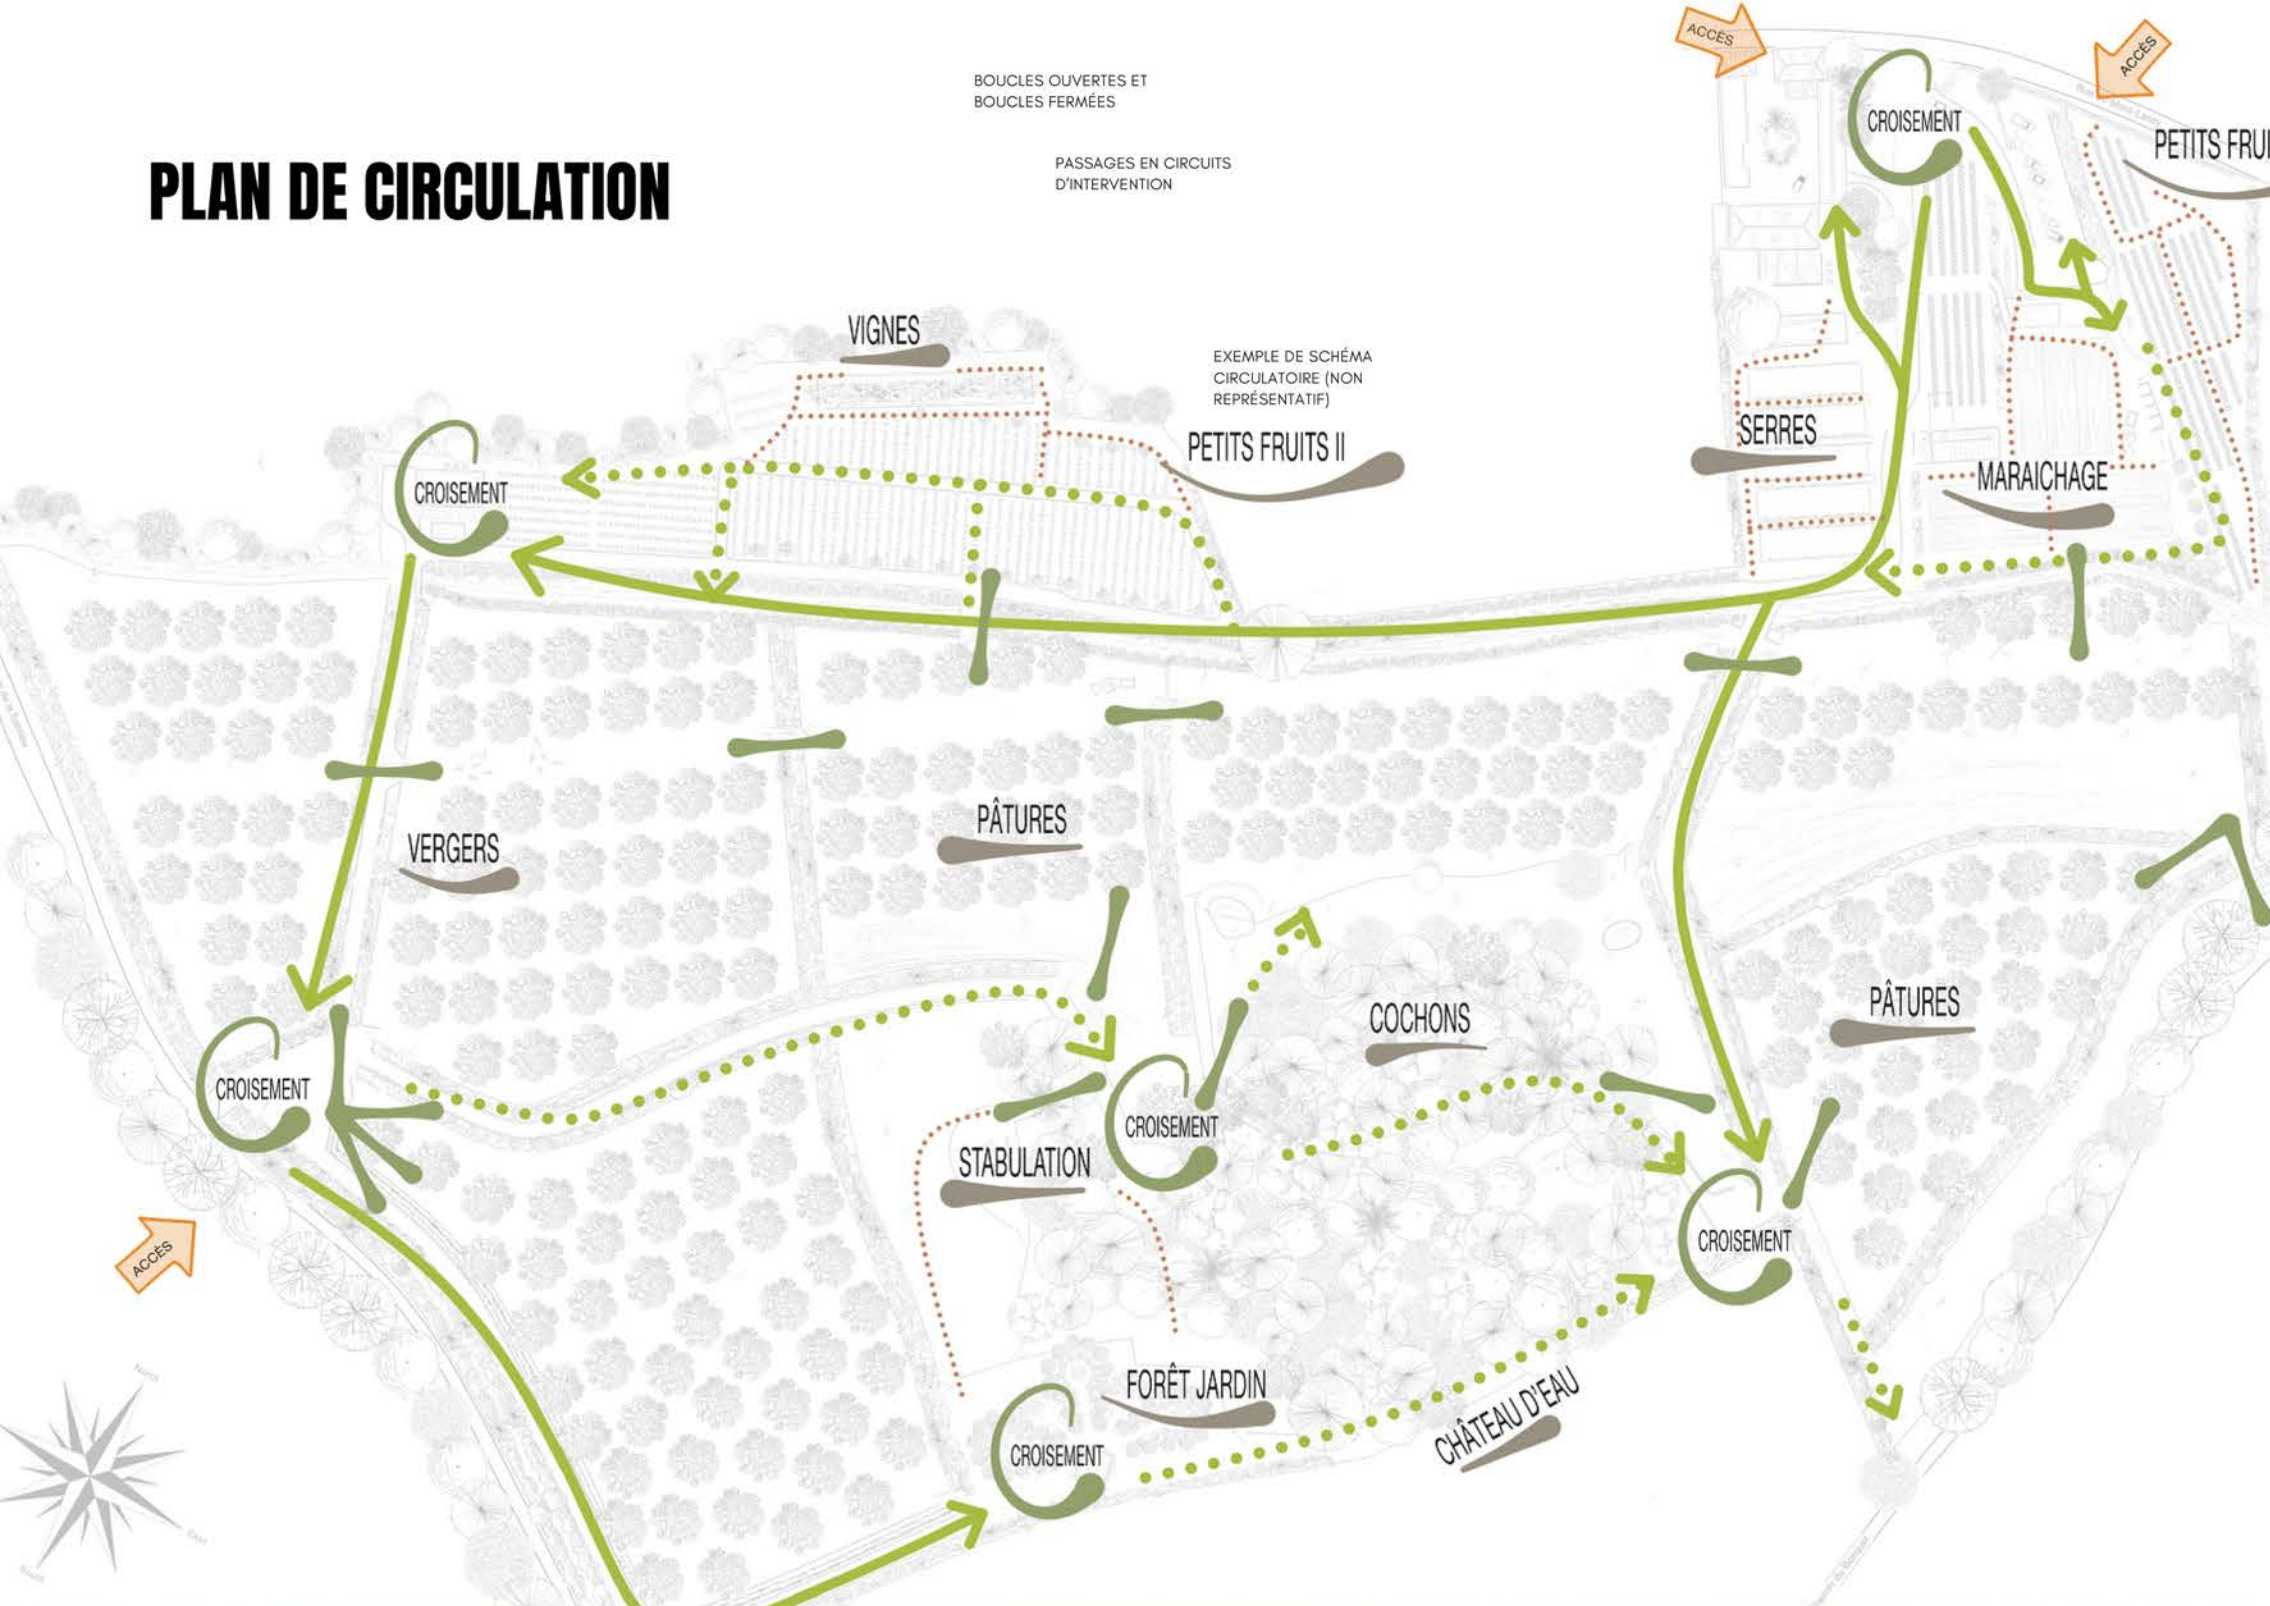 ACCÈS
ACCÈS
BOUCLES OUVERTES ET
BOUCLES FERMÉES
CROISEMENT
PETITS FRUI
PLAN DE CIRCULATION
PASSAGES EN CIRCUITS
D'INTERVENTION
VIGNES
EXEMPLE DE SCHÉMA
CIRCULATOIRE (NON
REPRÉSENTATIF)
PETITS FRUITS II
SERRES
MARAICHAGE
CROISEMENT
VERGERS
PÂTURES
PÂTURES
COCHONS
CROISEMENT
CROISEMENT
STABULATION
CROISEMENT
ACCÈS
FORÊT JARDIN
CHÂTEAU D'EAU
CROISEMENT